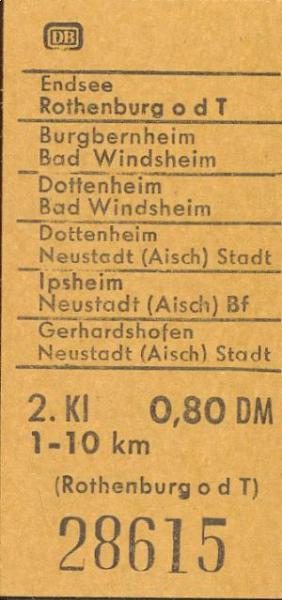 DB
Endsee
Rothenburg o d T
Burgbernheim
Bad Windsheim
Dottenheim
Bad Windsheim
Dottenheim
Neustadt (Aisch) Stadt
Ipsheim
Neustadt (Aisch) Bf
Gerhardshofen
Neustadt (Aisch) Stadt
2. Kl 0,80 DM
1-10 km
(Rothenburg o d T)
28615